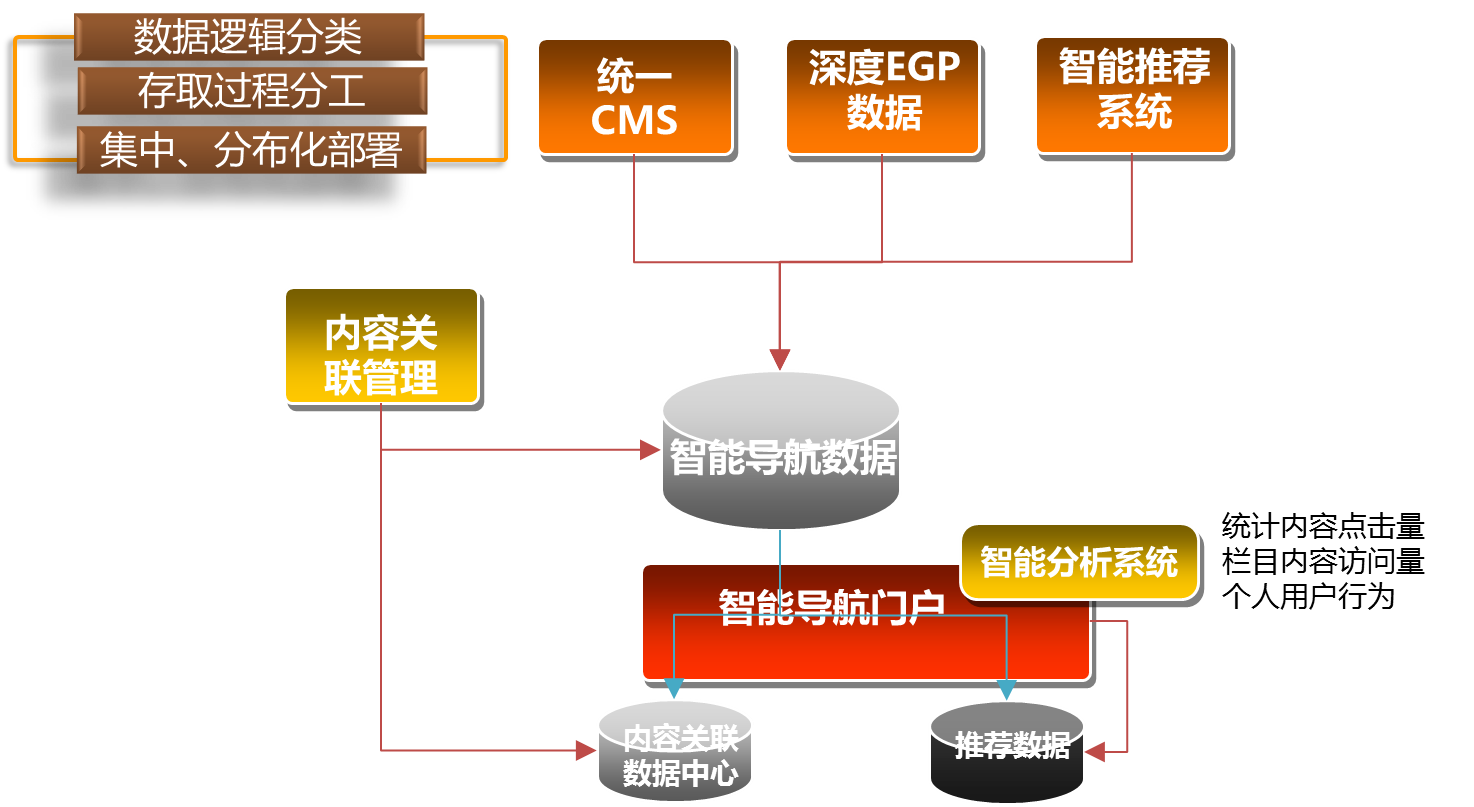 数据逻辑分类
存取过程分工
集中、分布化部署
统一
CMS
深度EGP
数据
智能推荐
系统
内容关
联管理
智能导航数据
智能分析系统
统计内容点击量
栏目内容访问量
个人用户行为
智能导航门户
内容关联
数据中心
推荐数据